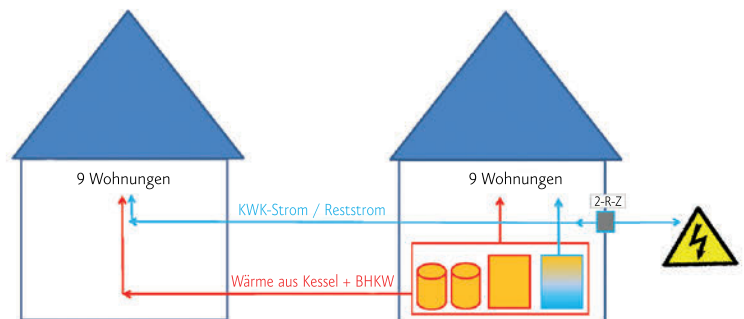 9 Wohnungen
9 Wohnungen
2-R-Z
KWK-Strom / Reststrom
Wärme aus Kessel + BHKW